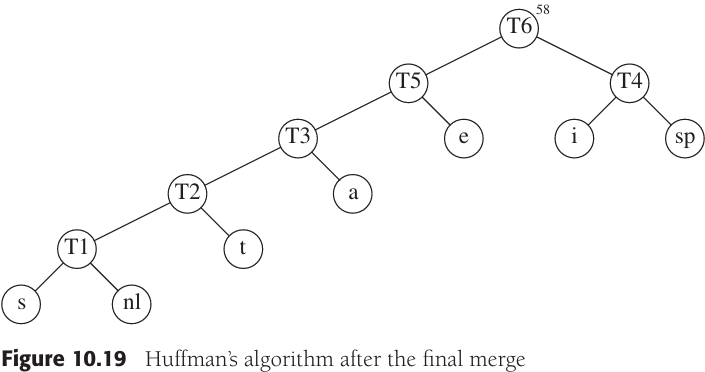 58
T6
T5
T4
T3
e
i
sp
T2
a
T1
t
s
nl
Figure 10.19 Huffman's algorithm after the final merge